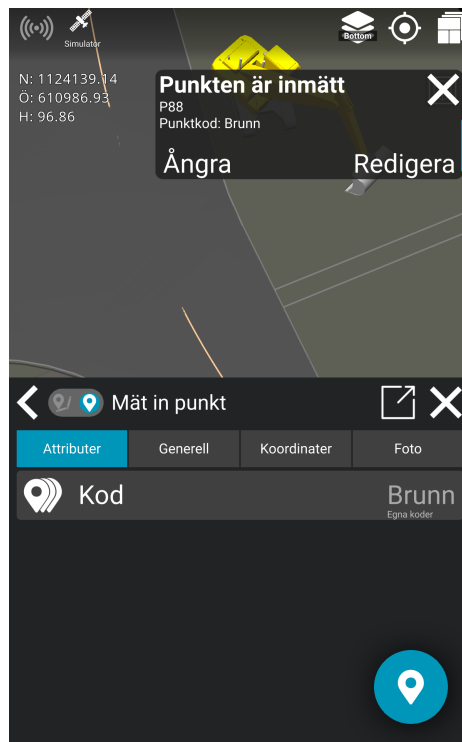 Simulator
Bottom
N: 1124139.14
Ö: 610986.93
H: 96.86
Punkten är inmätt
P88
Punktkod: Brunn
Ångra
Redigera
Mät in punkt
Attributer
Generell
Koordinater
Foto
Kod
Brunn
Egna koder